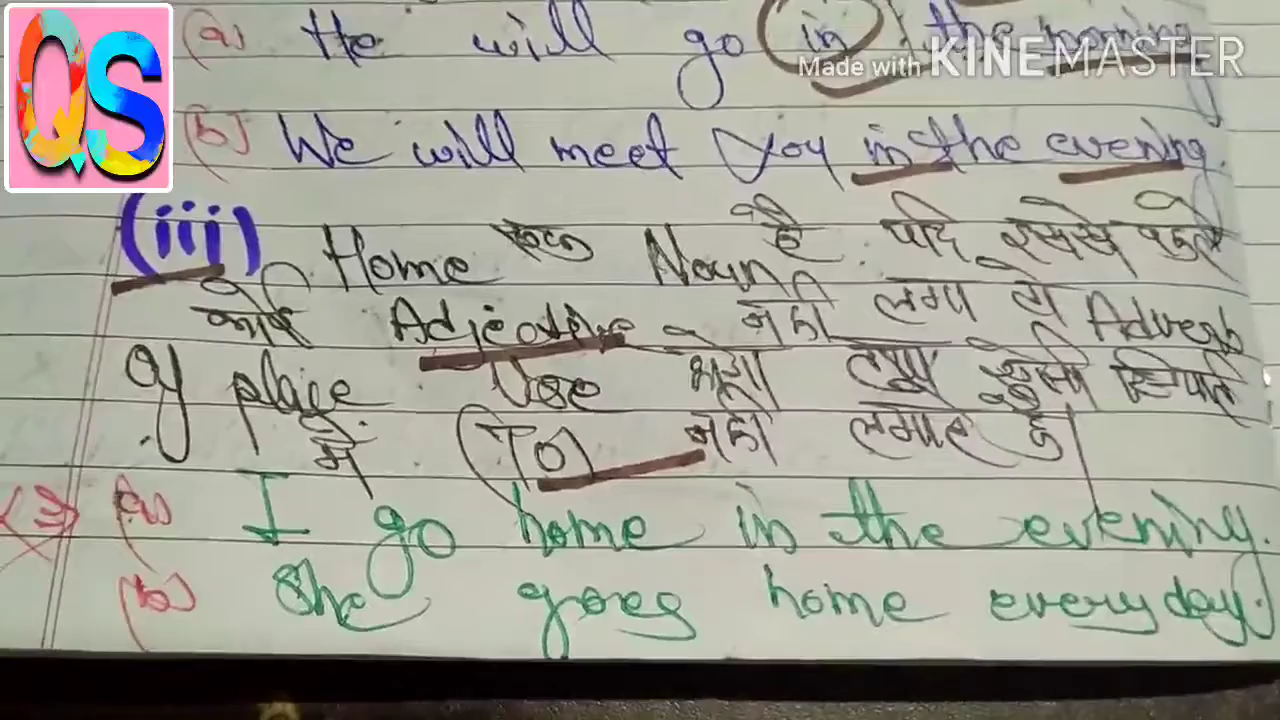 QS
Made with KINEMASTER
(a) He will go in the morning
(b) We will meet you in the evening.
(iii) Home एक Noun है यदि इससे पहले
कोई Adjective नहीं लगा हो Adverb
Of place Use होगा तथा ऐसी स्थिति
में (To) नहीं लगाते है।
(a) I go home in the evening.
(b) She goes home everyday.